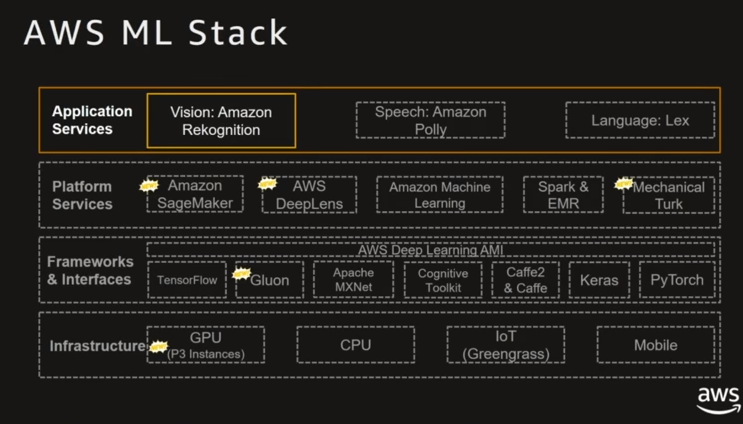 AWS ML Stack
Application
Services
Vision: Amazon
Rekognition
Speech: Amazon
Polly
Language: Lex
Platform
Services
Amazon
SageMaker
AWS
DeepLens
Amazon Machine
Learning
Spark &
EMR
Mechanical
Turk
Frameworks
& Interfaces
AWS Deep Learning AMI
TensorFlow
Gluon
Apache
MXNet
Cognitive
Toolkit
Caffe2
& Caffe
Keras
PyTorch
Infrastructure
GPU
(P3 Instances)
CPU
IoT
(Greengrass)
Mobile
aws